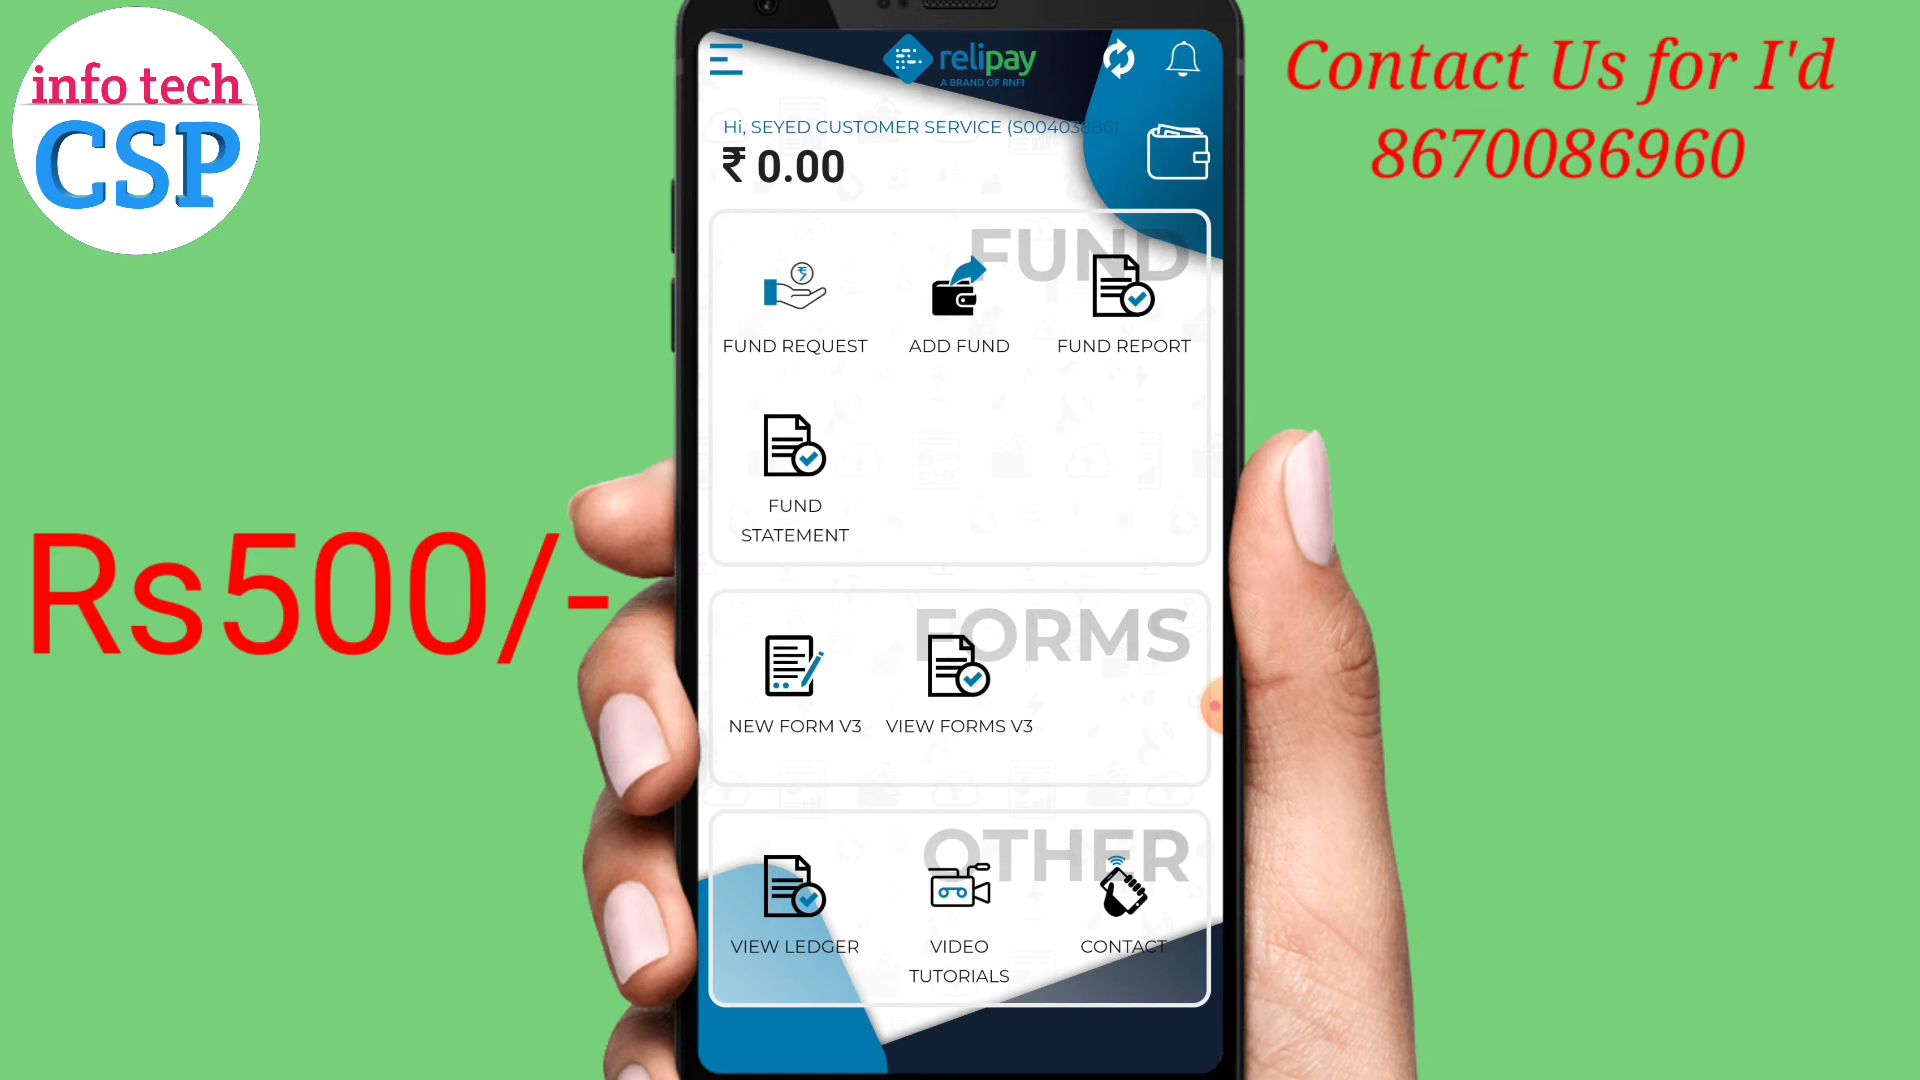 info tech
CSP
Contact Us for I'd
8670086960
Rs500/-
relipay
A BRAND OF RNFI
Hi, SEYED CUSTOMER SERVICE (S00403886)
₹ 0.00
FUND
FUND REQUEST
ADD FUND
FUND REPORT
FUND
STATEMENT
FORMS
NEW FORM V3
VIEW FORMS V3
OTHER
VIEW LEDGER
VIDEO
TUTORIALS
CONTACT